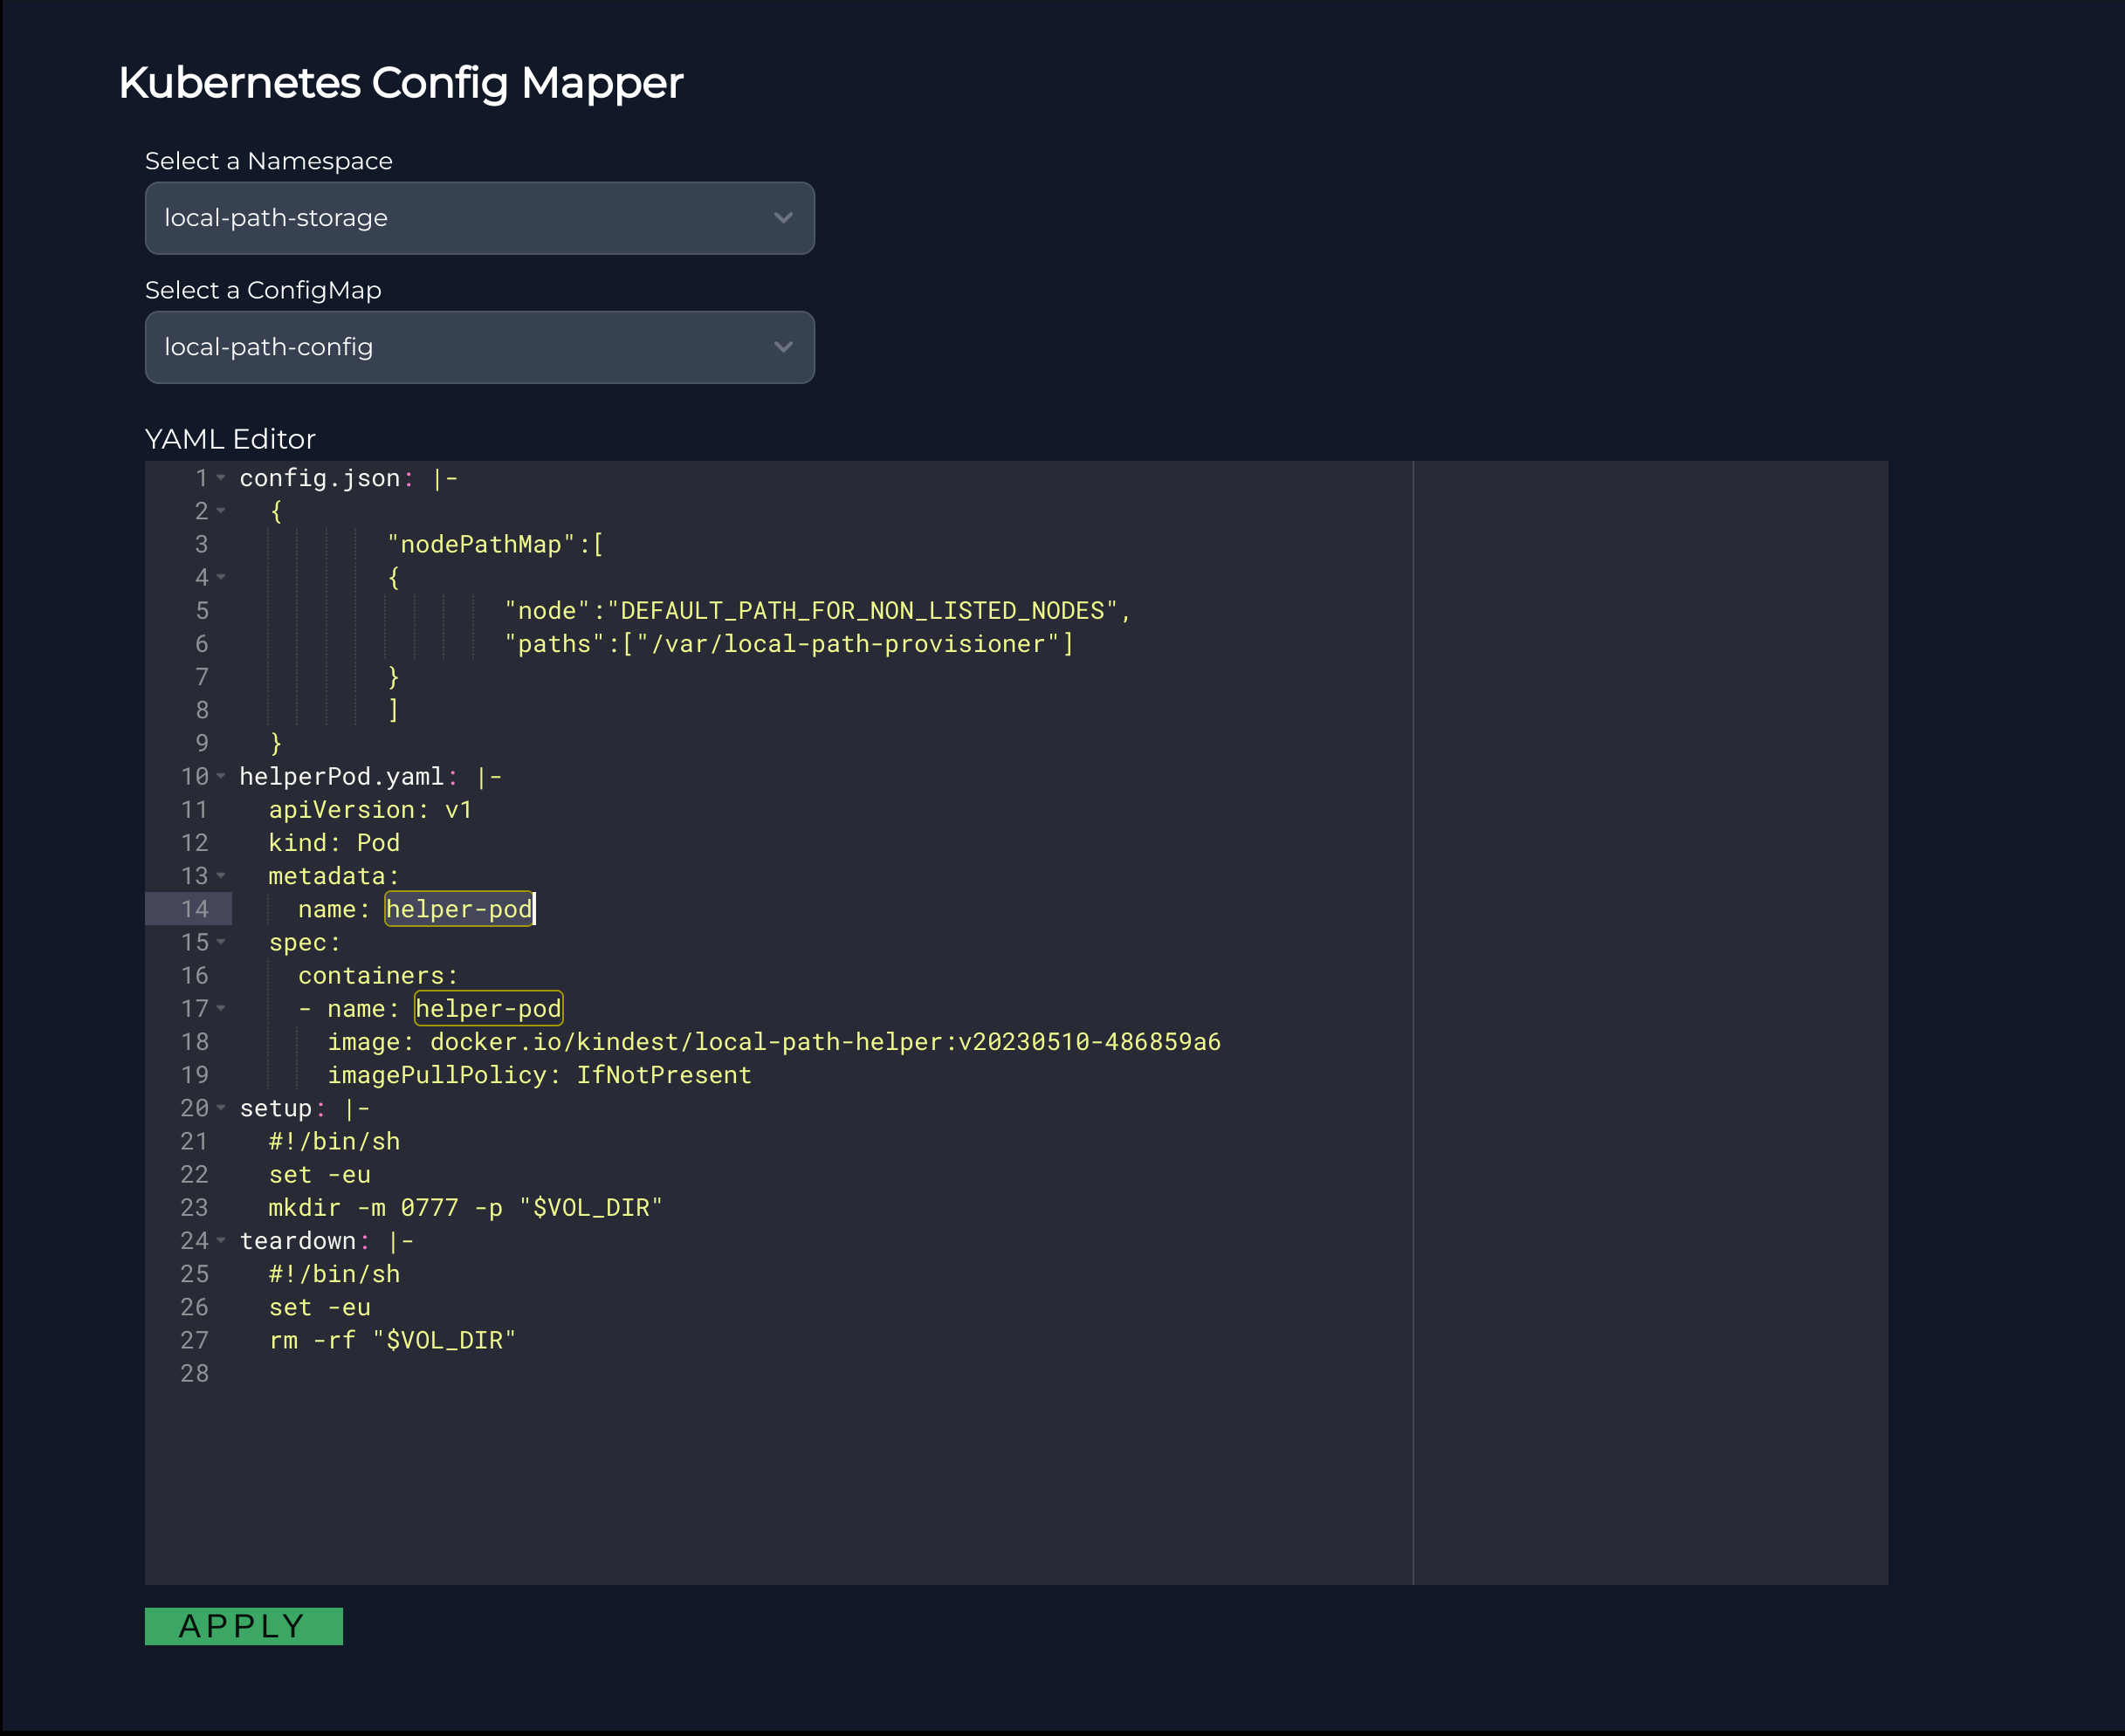 Kubernetes Config Mapper
Select a Namespace
local-path-storage
Select a ConfigMap
local-path-config
YAML Editor
1 config.json: |-
2 {
3 "nodePathMap":[
4 {
5 "node":"DEFAULT_PATH_FOR_NON_LISTED_NODES",
6 "paths":["/var/local-path-provisioner"]
7 }
8 ]
9 }
10 helperPod.yaml: |-
11 apiVersion: v1
12 kind: Pod
13 metadata:
14 name: helper-pod
15 spec:
16 containers:
17 - name: helper-pod
18 image: docker.io/kindest/local-path-helper:v20230510-486859a6
19 imagePullPolicy: IfNotPresent
20 setup: |-
21 #!/bin/sh
22 set -eu
23 mkdir -m 0777 -p "$VOL_DIR"
24 teardown: |-
25 #!/bin/sh
26 set -eu
27 rm -rf "$VOL_DIR"
28
APPLY